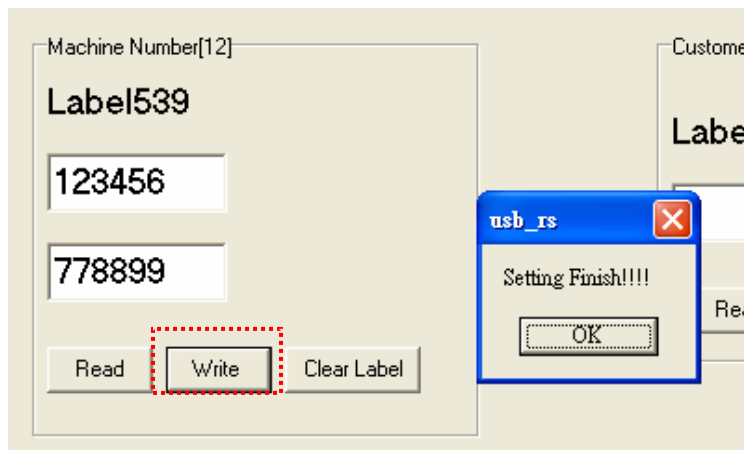 Machine Number[12]
Label539
123456
778899
Read Write Clear Label
usb_rs
Setting Finish!!!!
OK